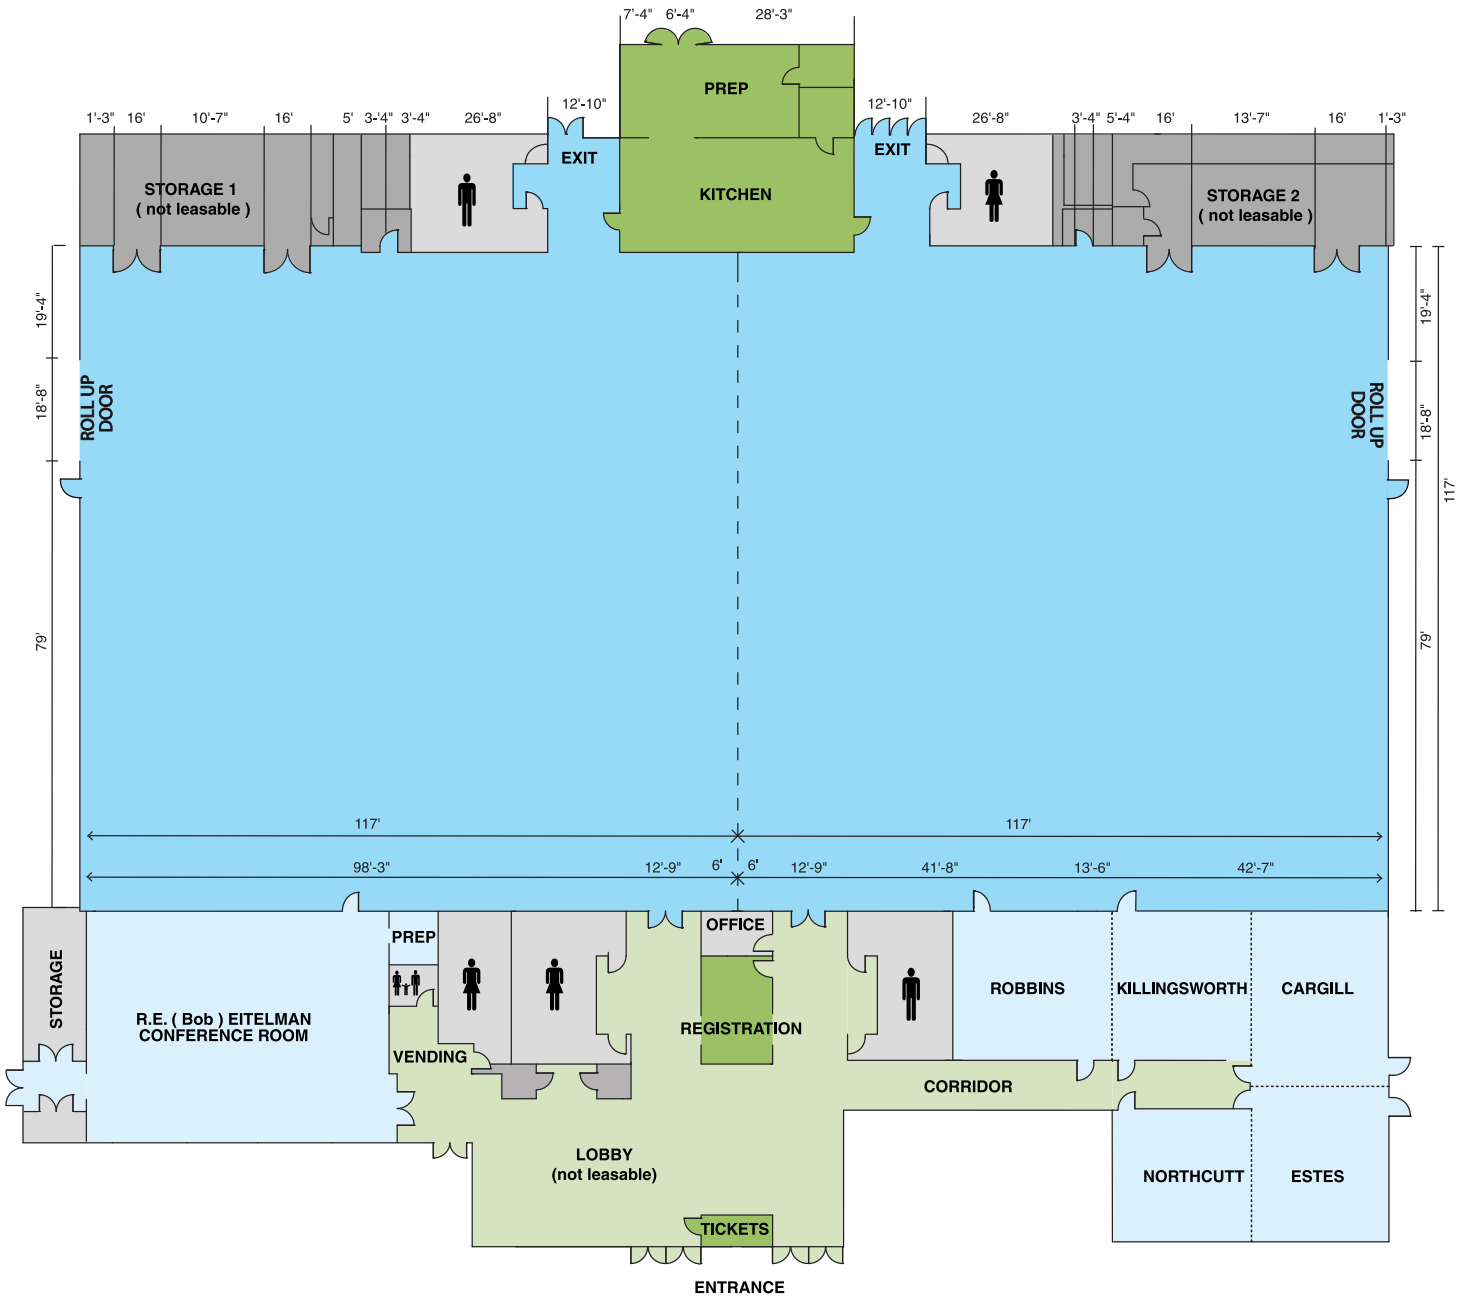 7'-4" 6'-4" 28'-3"
PREP
12'-10" 12'-10"
1'-3" 16' 10'-7" 16' 5' 3-'4" 3'-4" 26'-8" 26'-8" 3'-4" 5'-4" 16' 13'-7" 16' 1'-3"
EXIT EXIT
STORAGE 1
( not leasable )
KITCHEN
STORAGE 2
( not leasable )
19'-4" 19'-4"
18'-8" 18'-8"
ROLL UP
DOOR
ROLL UP
DOOR
117'
79' 79'
117' 117'
98'-3" 12'-9" 6' 6' 12'-9" 41'-8" 13'-6" 42'-7"
OFFICE
PREP
STORAGE
R.E. ( Bob ) EITELMAN
CONFERENCE ROOM
ROBBINS KILLINGSWORTH CARGILL
REGISTRATION
VENDING
CORRIDOR
LOBBY
(not leasable)
NORTHCUTT ESTES
TICKETS
ENTRANCE